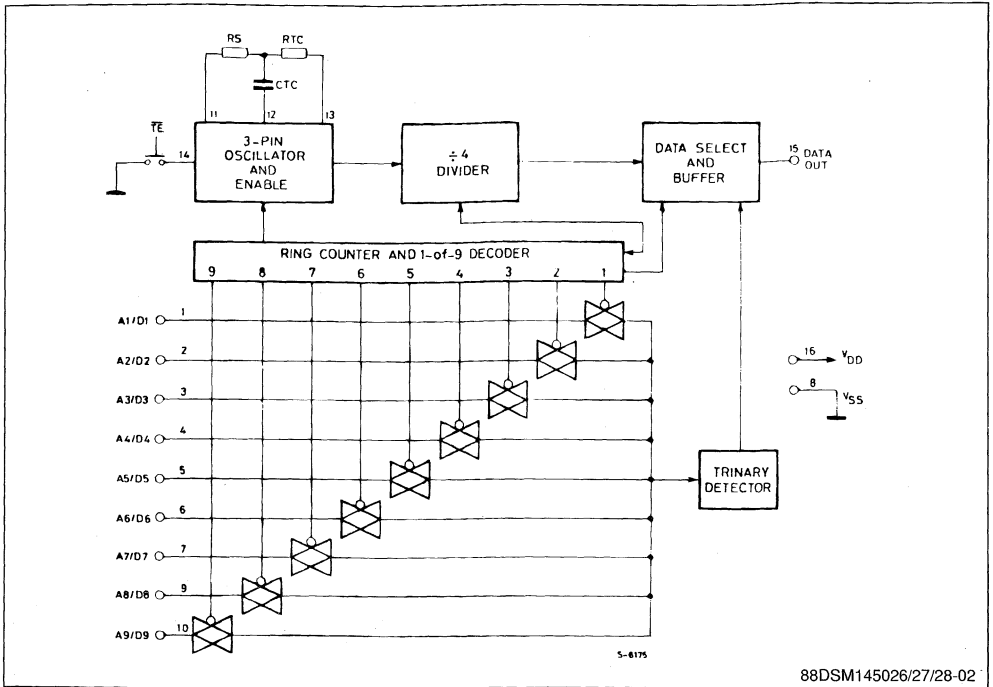 RS RTC
CTC
11 12 13
TE
14
3-PIN
OSCILLATOR
AND
ENABLE
÷4
DIVIDER
DATA SELECT
AND
BUFFER
15 DATA
OUT
RING COUNTER AND 1-of-9 DECODER
9 8 7 6 5 4 3 2 1
A1/D1 1
A2/D2 2
A3/D3 3
A4/D4 4
A5/D5 5
A6/D6 6
A7/D7 7
A8/D8 9
A9/D9 10
16 VDD
8 VSS
TRINARY
DETECTOR
S-6175
88DSM145026/27/28-02